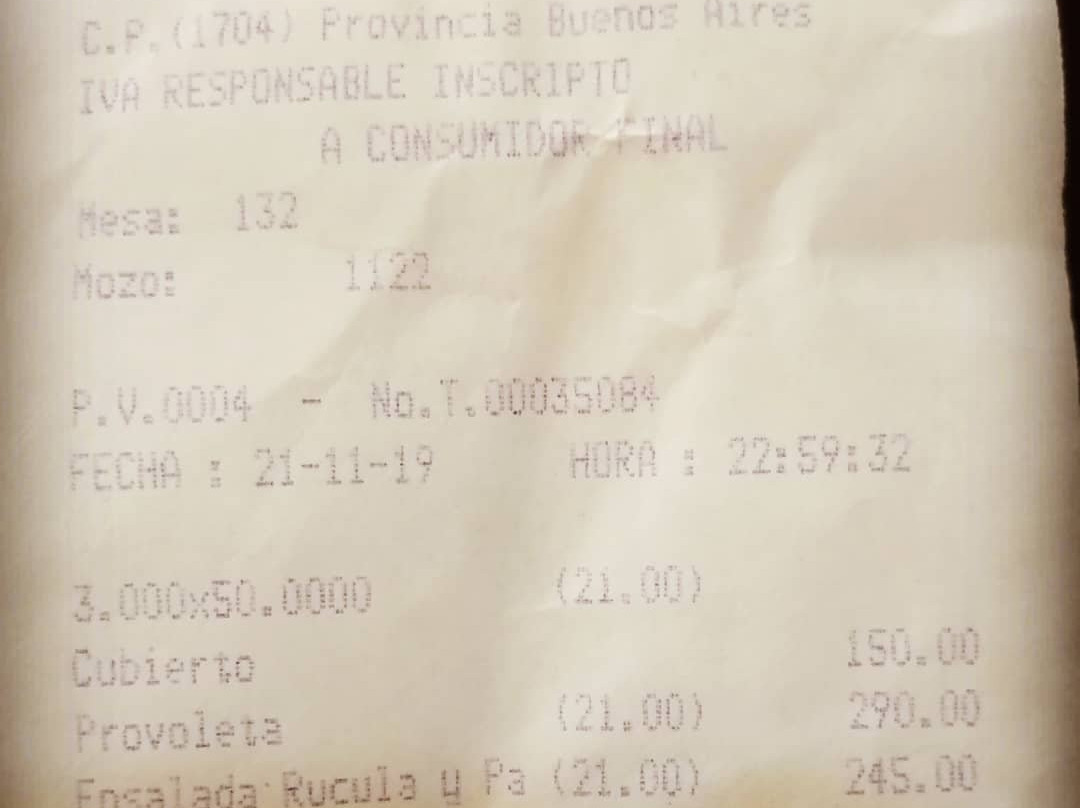 C.P.(1704) Provincia Buenos Aires
IVA RESPONSABLE INSCRIPTO
A CONSUMIDOR FINAL
Mesa: 132
Mozo: 1122
P.V.0004 - No.T.00035084
FECHA : 21-11-19 HORA : 22:59:32
3.000x50.0000 (21.00)
Cubierto 150.00
Provoleta (21.00) 290.00
Ensalada Rucula y Pa (21.00) 245.00